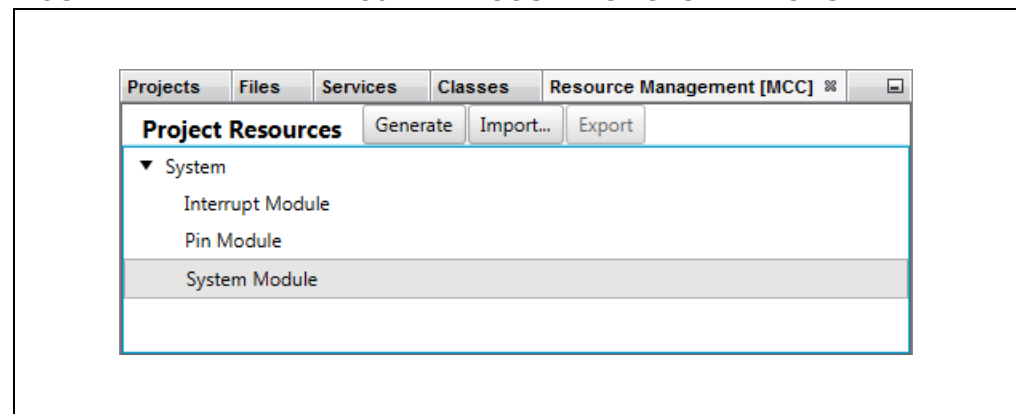 Projects Files Services Classes Resource Management [MCC]
Project Resources Generate Import... Export
System
Interrupt Module
Pin Module
System Module